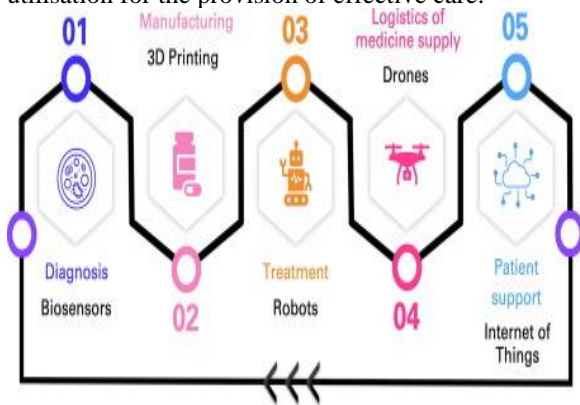 utilisation for the provision of effective care.
01
Diagnosis
Biosensors
Manufacturing
3D Printing
02
03
Treatment
Robots
Logistics of
medicine supply
Drones
04
05
Patient
support
Internet of
Things